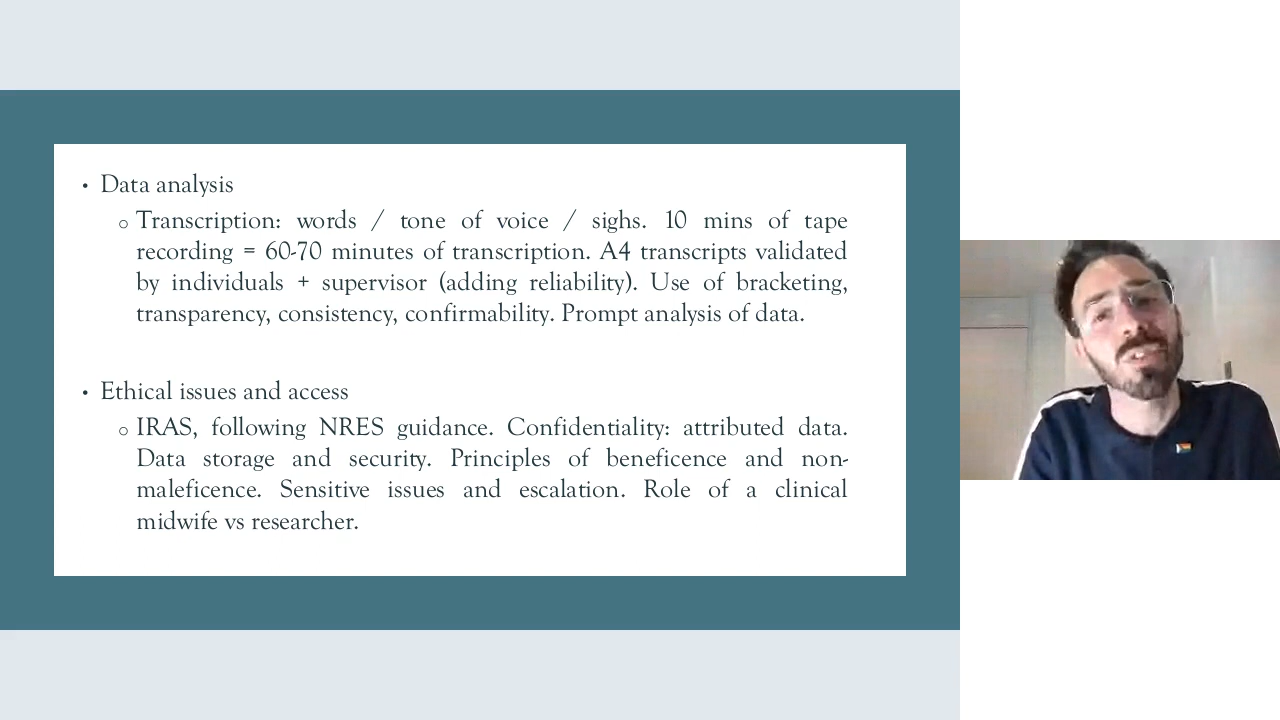 • Data analysis
o Transcription: words / tone of voice / sighs. 10 mins of tape
recording = 60-70 minutes of transcription. A4 transcripts validated
by individuals + supervisor (adding reliability). Use of bracketing,
transparency, consistency, confirmability. Prompt analysis of data.
• Ethical issues and access
o IRAS, following NRES guidance. Confidentiality: attributed data.
Data storage and security. Principles of beneficence and non-
maleficence. Sensitive issues and escalation. Role of a clinical
midwife vs researcher.